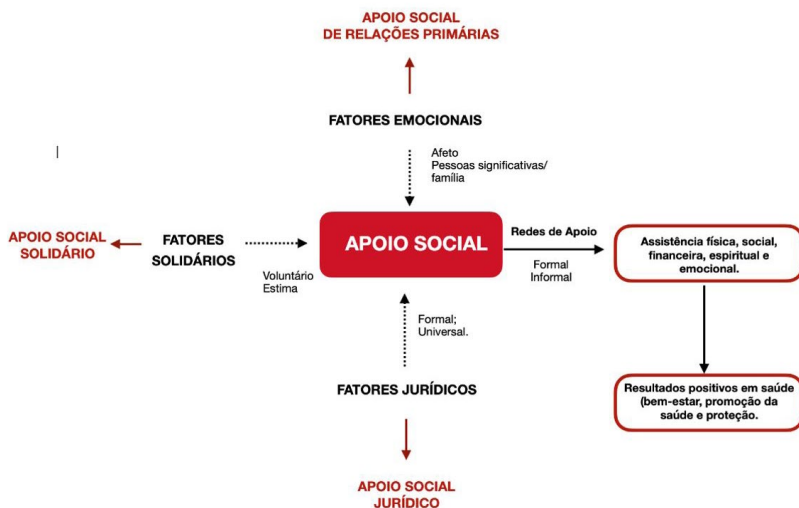 APOIO SOCIAL
DE RELAÇÕES PRIMÁRIAS
FATORES EMOCIONAIS
Afeto
Pessoas significativas/
família
APOIO SOCIAL
SOLIDÁRIO
FATORES
SOLIDÁRIOS
Voluntário
Estima
APOIO SOCIAL
Redes de Apoio
Formal
Informal
Assistência física, social,
financeira, espiritual e
emocional.
Formal;
Universal.
FATORES JURÍDICOS
Resultados positivos em saúde
(bem-estar, promoção da
saúde e proteção.
APOIO SOCIAL
JURÍDICO